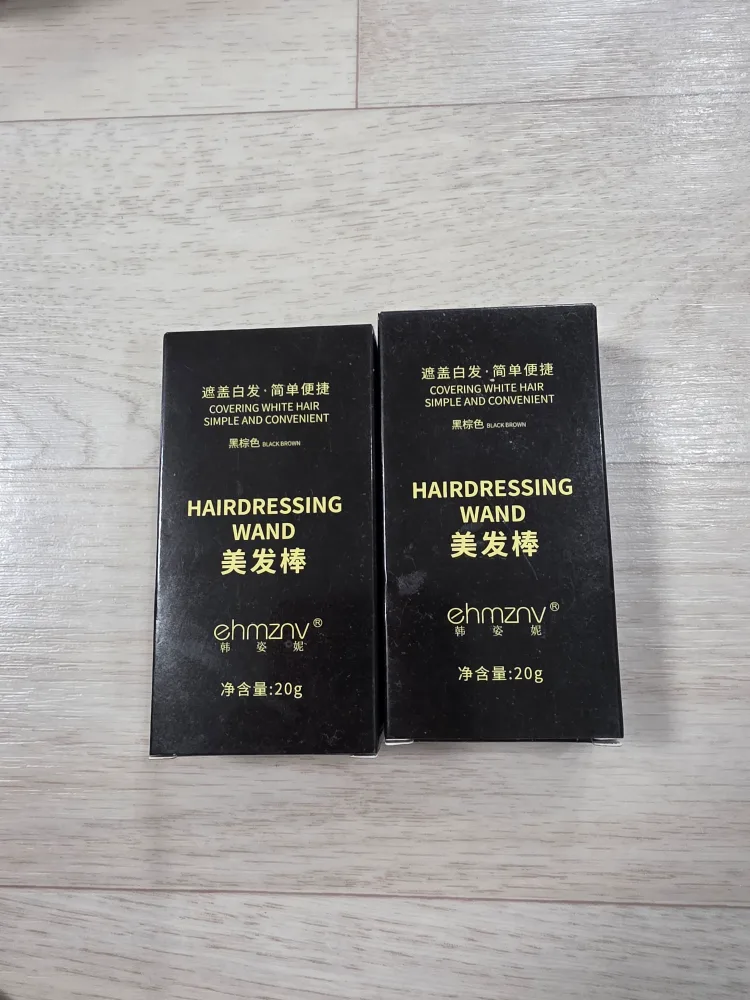 遮盖白发·简单便捷
COVERING WHITE HAIR
SIMPLE AND CONVENIENT
黑棕色 BLACK BROWN
HAIRDRESSING
WAND
美发棒
ehmznv®
韩姿妮
净含量:20g
遮盖白发·简单便捷
COVERING WHITE HAIR
SIMPLE AND CONVENIENT
黑棕色 BLACK BROWN
HAIRDRESSING
WAND
美发棒
ehmznv®
韩姿妮
净含量:20g